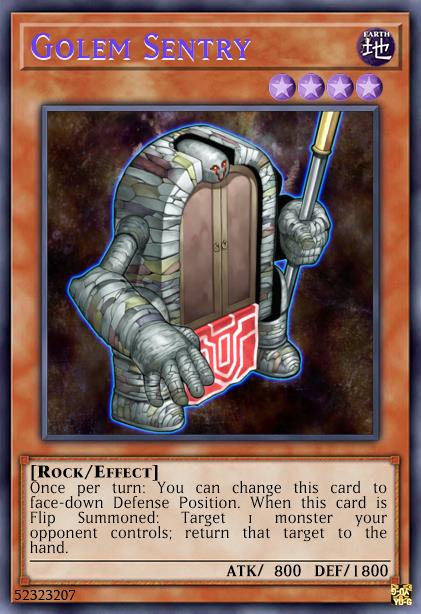 GOLEM SENTRY
EARTH
地
[ROCK/EFFECT]
Once per turn: You can change this card to
face-down Defense Position. When this card is
Flip Summoned: Target 1 monster your
opponent controls; return that target to the
hand.
ATK/ 800 DEF/1800
52323207